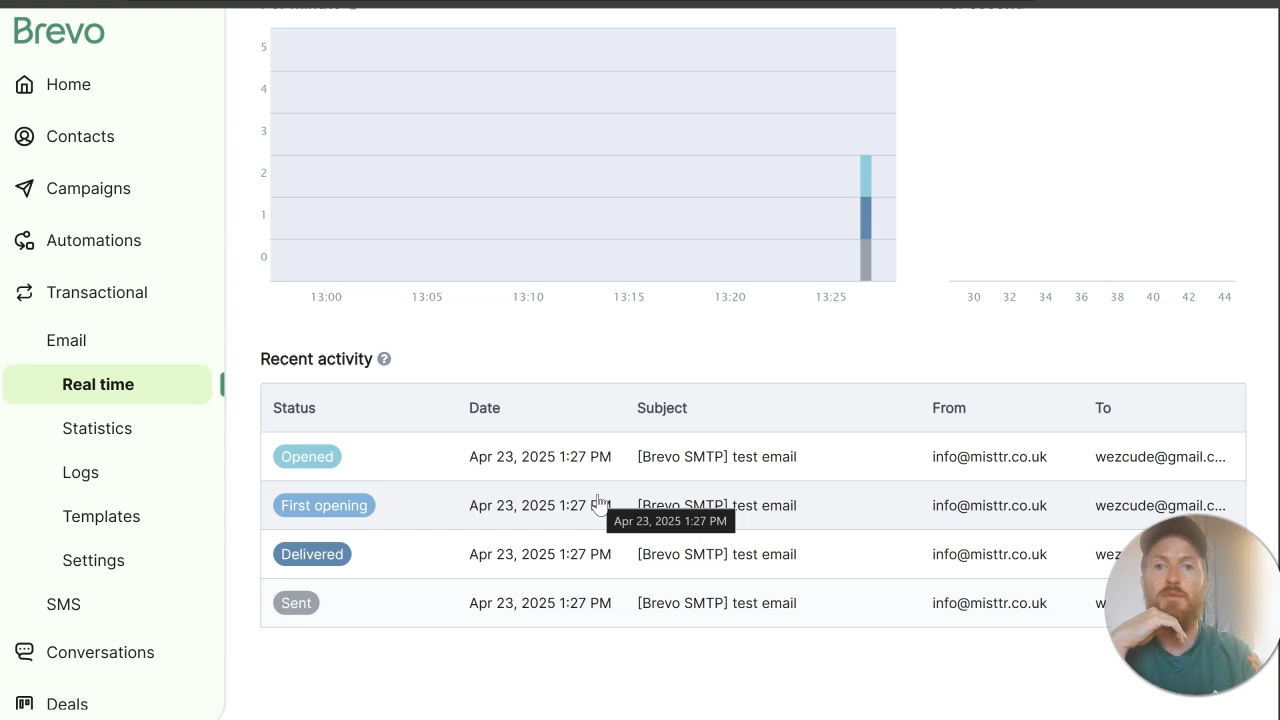 Brevo
Home
Contacts
Campaigns
Automations
Transactional
Email
Real time
Statistics
Logs
Templates
Settings
SMS
Conversations
Deals
5
4
3
2
1
0
13:00 13:05 13:10 13:15 13:20 13:25
30 32 34 36 38 40 42 44
Recent activity ?
Status Date Subject From To
Opened Apr 23, 2025 1:27 PM [Brevo SMTP] test email info@misttr.co.uk wezcude@gmail.c...
First opening Apr 23, 2025 1:27 [Brevo SMTP] test email info@misttr.co.uk wezcude@gmail.c...
Apr 23, 2025 1:27 PM
Delivered Apr 23, 2025 1:27 PM [Brevo SMTP] test email info@misttr.co.uk wez
Sent Apr 23, 2025 1:27 PM [Brevo SMTP] test email info@misttr.co.uk w